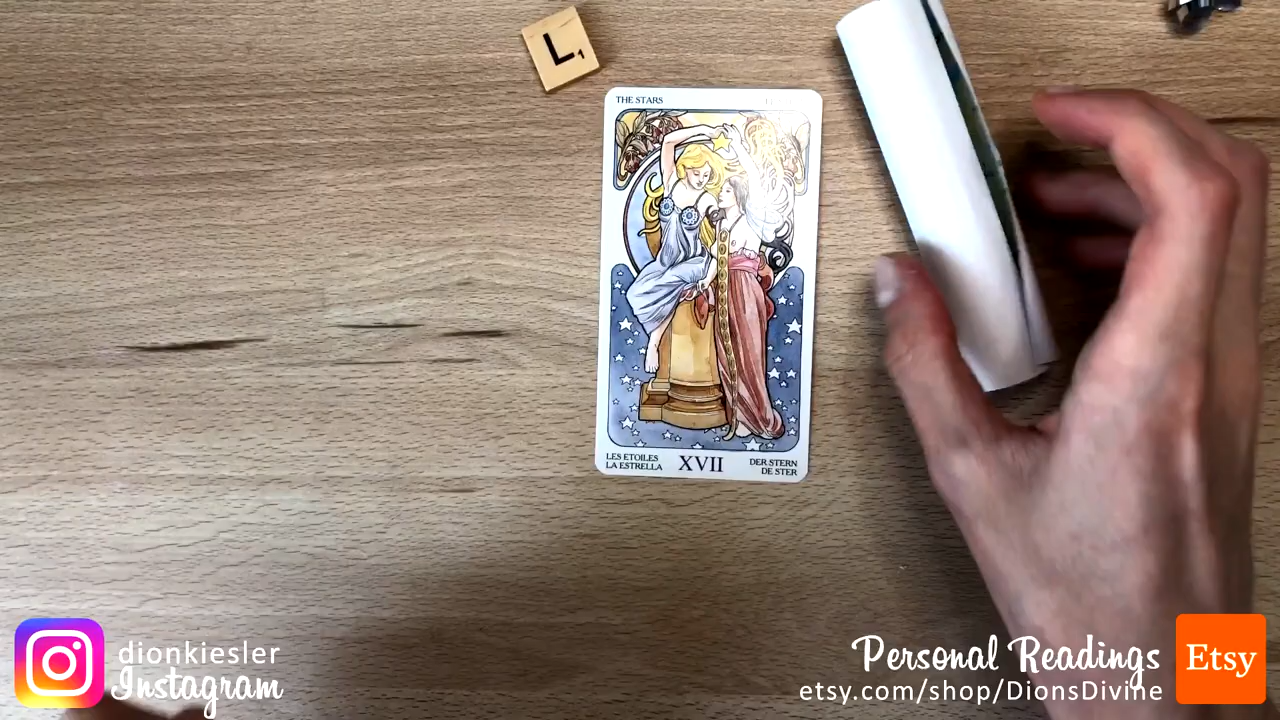 L1
THE STARS
LES ETOILES
LA ESTRELLA
XVII
DER STERN
DE STER
dionkiesler
Instagram
Personal Readings
etsy.com/shop/DionsDivine
Etsy